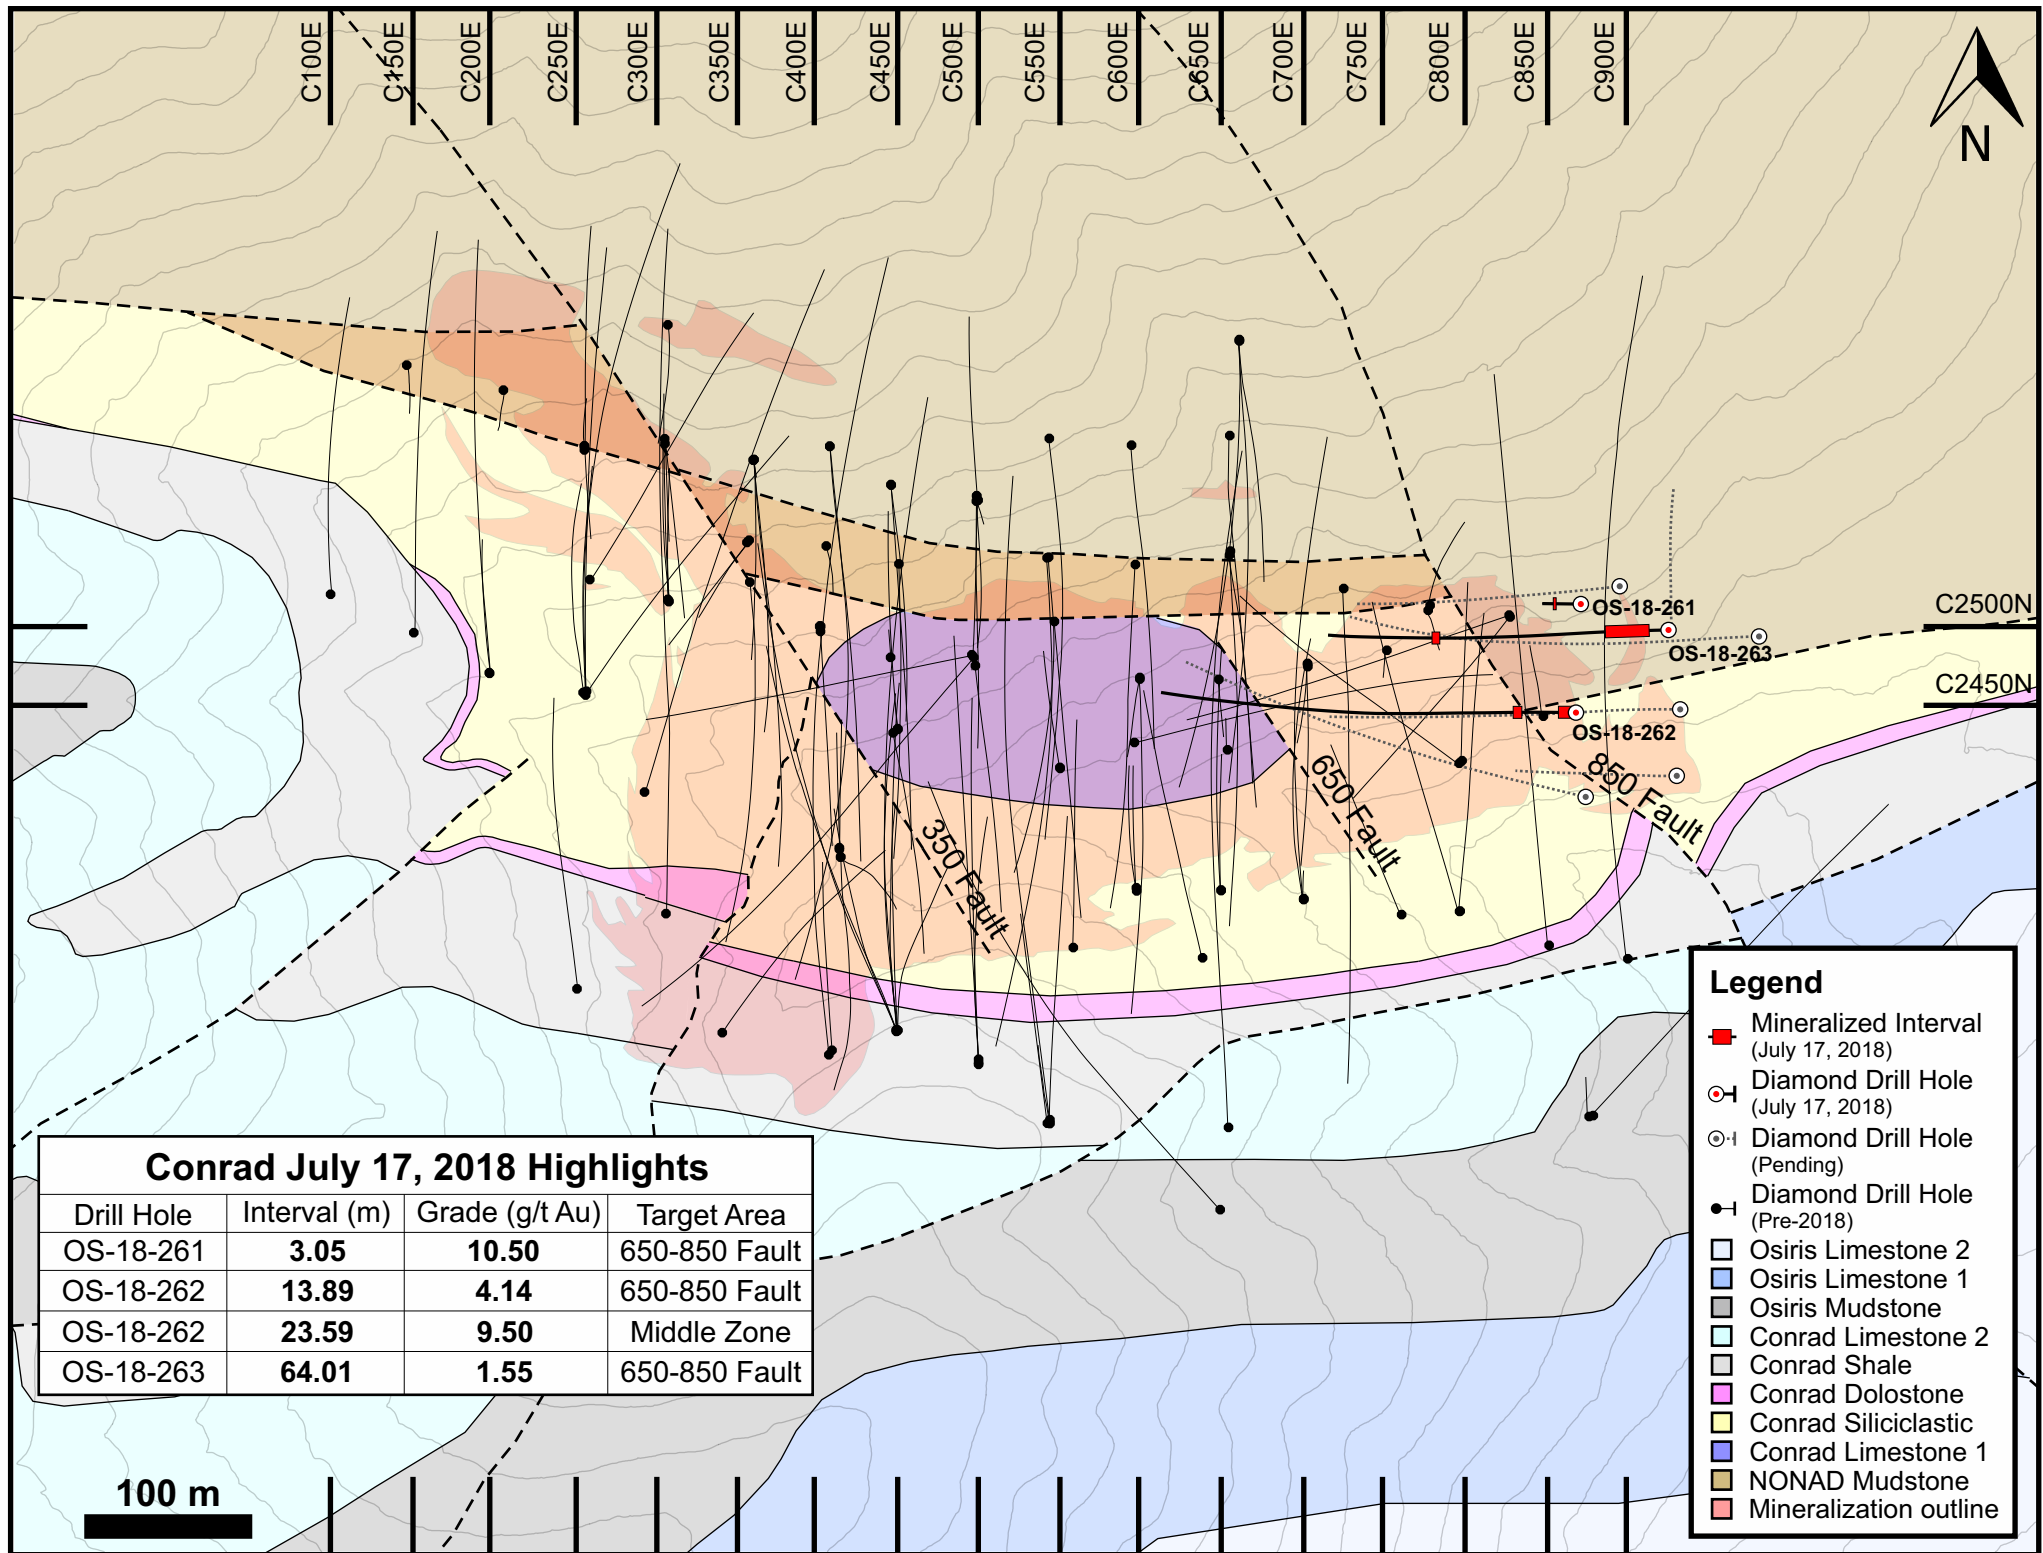 C100E
C150E
C200E
C250E
C300E
C350E
C400E
C450E
C500E
C550E
C600E
C650E
C700E
C750E
C800E
C850E
C900E
N
C2500N
OS-18-261
OS-18-263
C2450N
OS-18-262
350 Fault
650 Fault
850 Fault
Legend
Mineralized Interval
(July 17, 2018)
Diamond Drill Hole
(July 17, 2018)
Diamond Drill Hole
(Pending)
Diamond Drill Hole
(Pre-2018)
Osiris Limestone 2
Osiris Limestone 1
Osiris Mudstone
Conrad Limestone 2
Conrad Shale
Conrad Dolostone
Conrad Siliciclastic
Conrad Limestone 1
NONAD Mudstone
Mineralization outline
Conrad July 17, 2018 Highlights
Drill Hole Interval (m) Grade (g/t Au) Target Area
OS-18-261 3.05 10.50 650-850 Fault
OS-18-262 13.89 4.14 650-850 Fault
OS-18-262 23.59 9.50 Middle Zone
OS-18-263 64.01 1.55 650-850 Fault
100 m